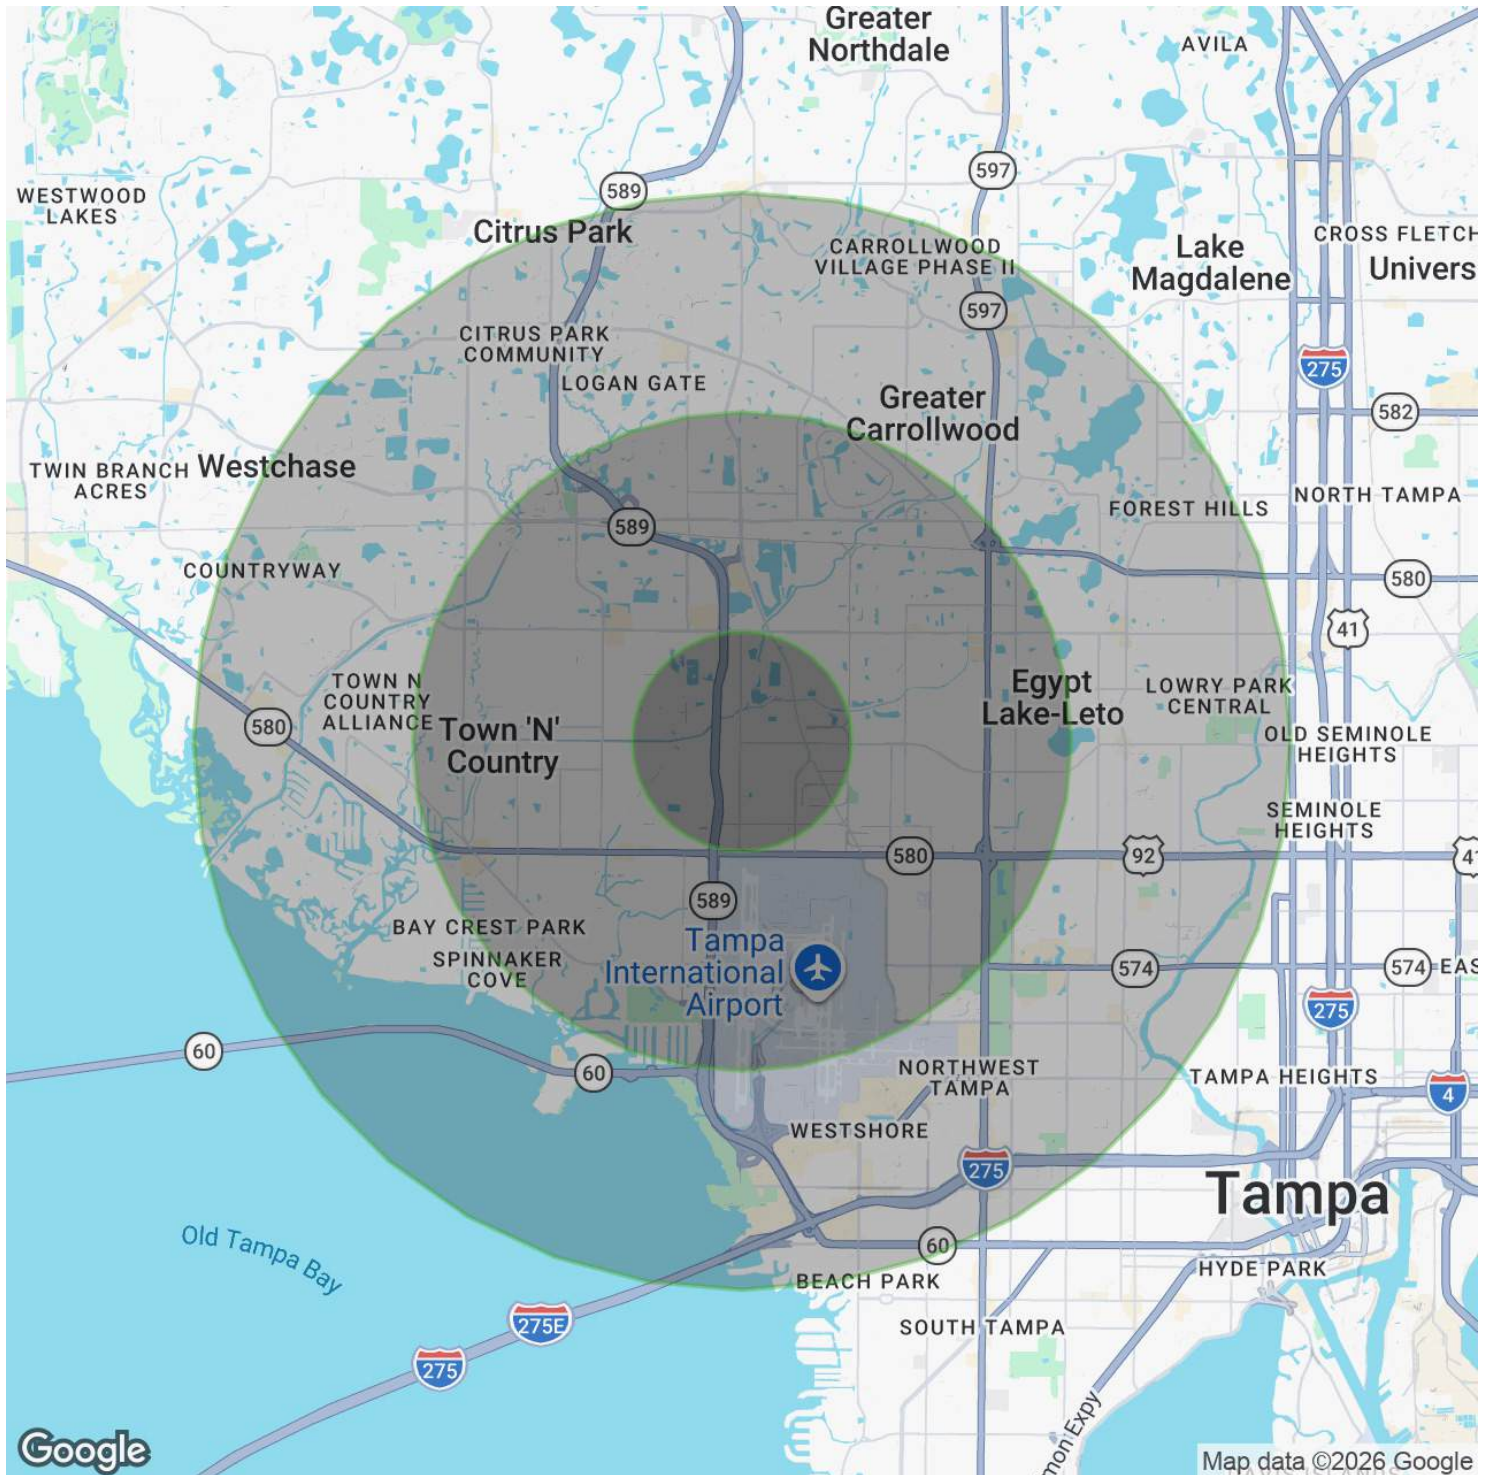 Greater
Northdale
AVILA
597
589
WESTWOOD
LAKES
Citrus Park
CARROLLWOOD
VILLAGE PHASE II
Lake
Magdalene
CROSS FLETCH
Univers
597
CITRUS PARK
COMMUNITY
LOGAN GATE
275
Greater
Carrollwood
582
TWIN BRANCH
ACRES
Westchase
NORTH TAMPA
FOREST HILLS
589
COUNTRYWAY
580
41
TOWN N
COUNTRY
ALLIANCE
Egypt
Lake-Leto
LOWRY PARK
CENTRAL
580
Town 'N'
Country
OLD SEMINOLE
HEIGHTS
SEMINOLE
HEIGHTS
580
92
41
589
BAY CREST PARK
SPINNAKER
COVE
Tampa
International
Airport
574
574
EAS
275
60
60
NORTHWEST
TAMPA
TAMPA HEIGHTS
4
WESTSHORE
275
Tampa
Old Tampa Bay
60
BEACH PARK
HYDE PARK
275E
SOUTH TAMPA
275
mon Expy
Google
Map data ©2026 Google